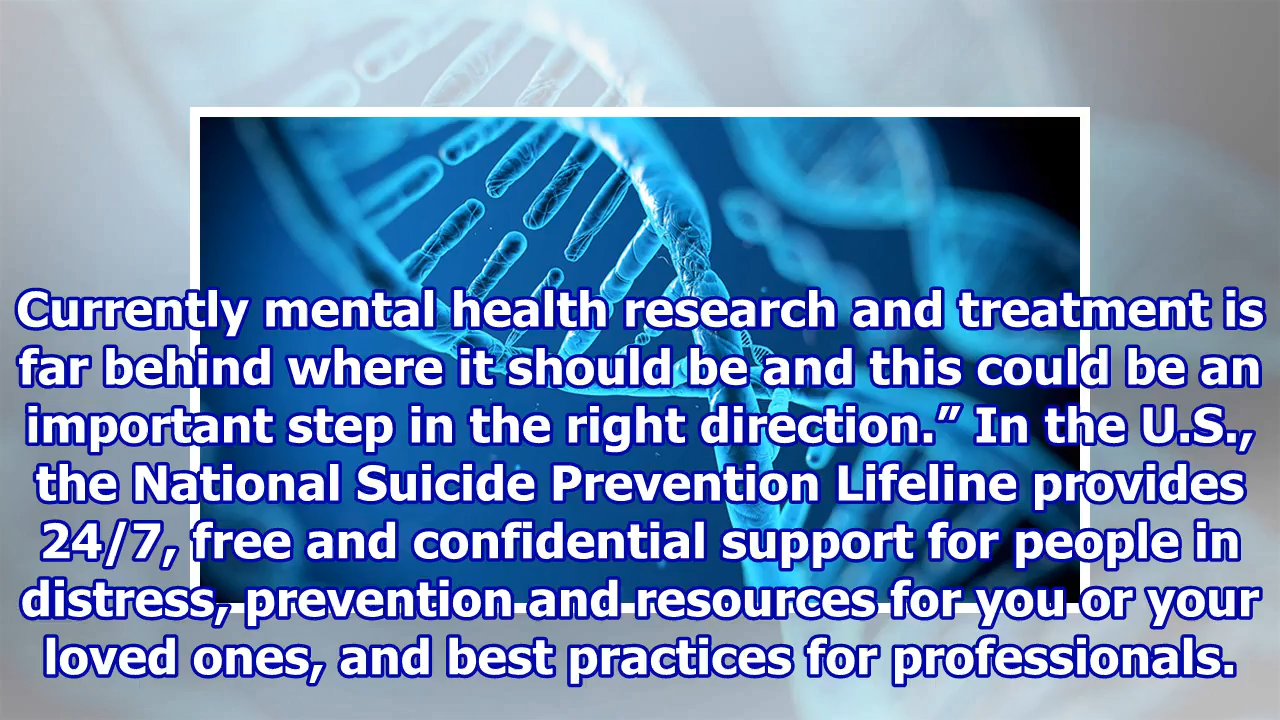 Currently mental health research and treatment is
far behind where it should be and this could be an
important step in the right direction.” In the U.S.,
the National Suicide Prevention Lifeline provides
24/7, free and confidential support for people in
distress, prevention and resources for you or your
loved ones, and best practices for professionals.